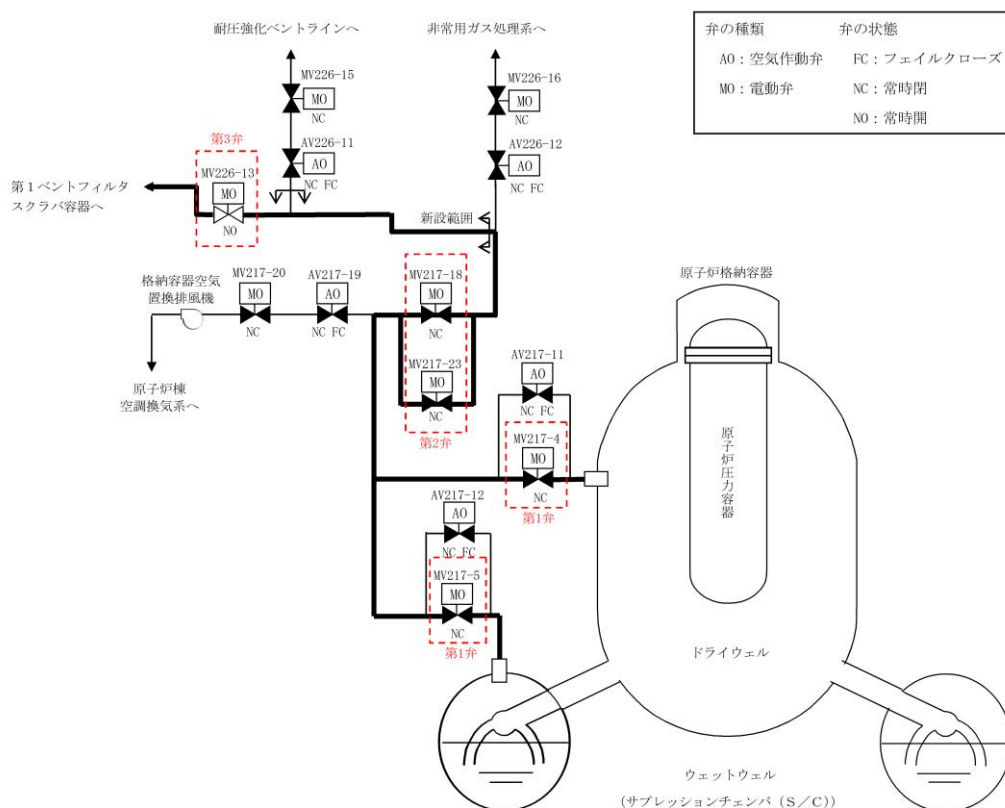 耐圧強化ベントラインへ
非常用ガス処理系へ
弁の種類 弁の状態
AO：空気作動弁 FC：フェイルクローズ
MO：電動弁 NC：常時閉
NO：常時開
MV226-15
MO
NC
MV226-16
MO
NC
AV226-11
AO
NC FC
AV226-12
AO
NC FC
第3弁
MV226-13
MO
NO
第１ベントフィルタ
スクラバ容器へ
新設範囲
格納容器空気
置換排風機
MV217-20
MO
NC
AV217-19
AO
NC FC
MV217-18
MO
NC
MV217-23
MO
NC
第2弁
原子炉棟
空調換気系へ
原子炉格納容器
AV217-11
AO
NC FC
MV217-4
MO
NC
第1弁
原子炉圧力容器
AV217-12
AO
NC FC
MV217-5
MO
NC
第1弁
ドライウェル
ウェットウェル
(サプレッションチェンバ（Ｓ／Ｃ）)